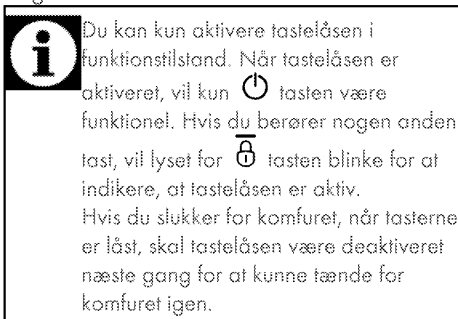 Du kan kun aktivere tastelåsen i
funktionstilstand. Når tastelåsen er
aktiveret, vil kun tasten være
funktionel. Hvis du berører nogen anden
tast, vil lyset for tasten blinke for at
indikere, at tastelåsen er aktiv.
Hvis du slukker for komfuret, når tasterne
er låst, skal tastelåsen være deaktiveret
næste gang for at kunne tænde for
komfuret igen.